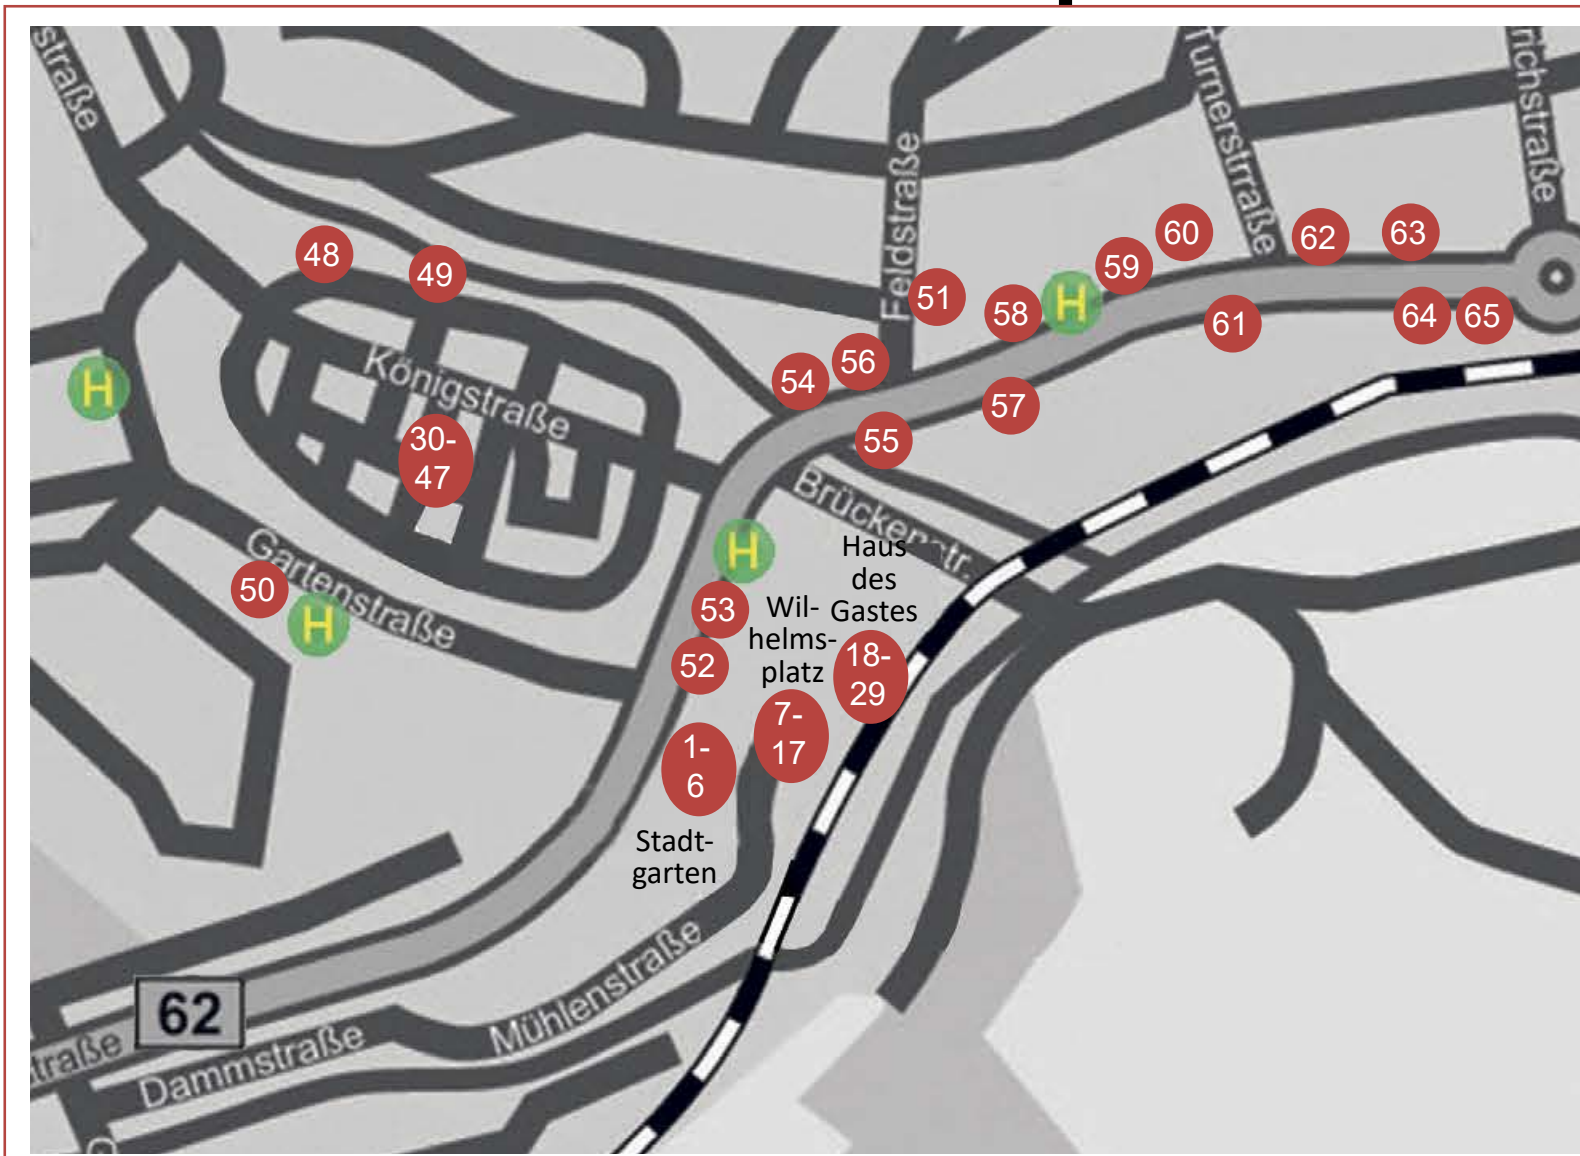 straße
Turnerstraße
richstraße
Feldstraße
60
62
63
48
49
59
51
58
H
61
64
65
Königstraße
56
54
57
H
55
30-
47
Brückenstr.
Haus
des
Gastes
H
Gartenstraße
50
H
53
Wil-
helms-
platz
52
18-
29
7-
17
1-
6
Stadt-
garten
Mühlenstraße
62
straße
Dammstraße